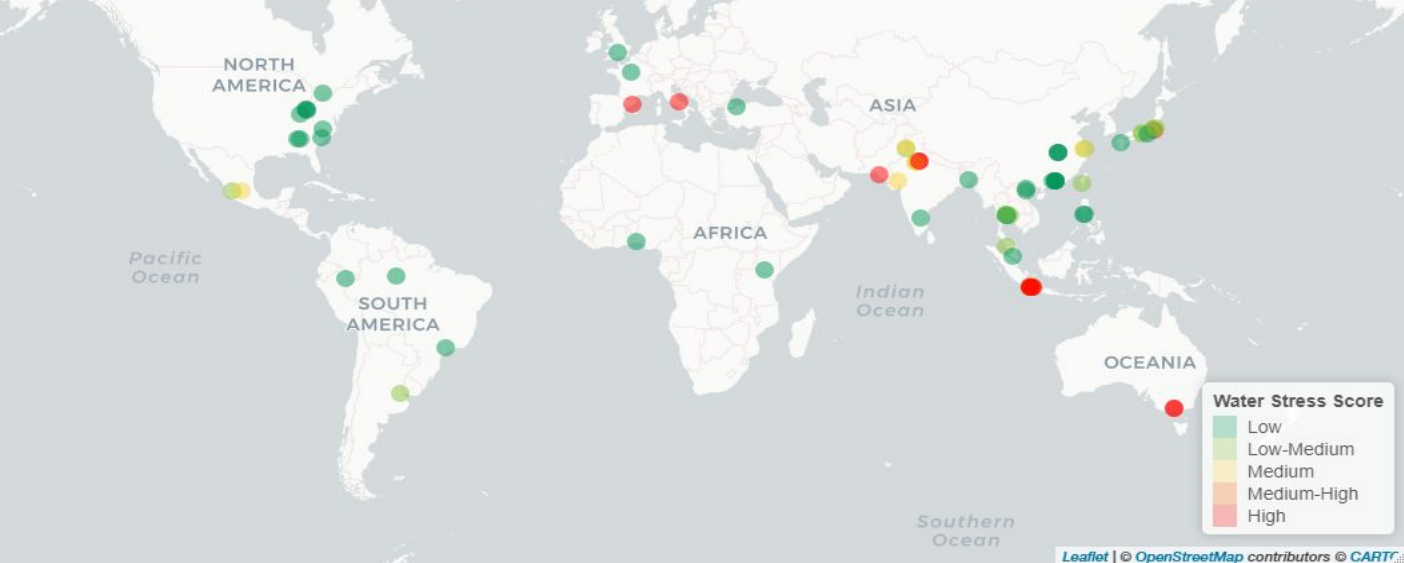 NORTH
AMERICA
ASIA
AFRICA
Pacific
Ocean
SOUTH
AMERICA
Indian
Ocean
OCEANIA
Water Stress Score
Low
Low-Medium
Medium
Medium-High
High
Southern
Ocean
Leaflet | © OpenStreetMap contributors © CARTO